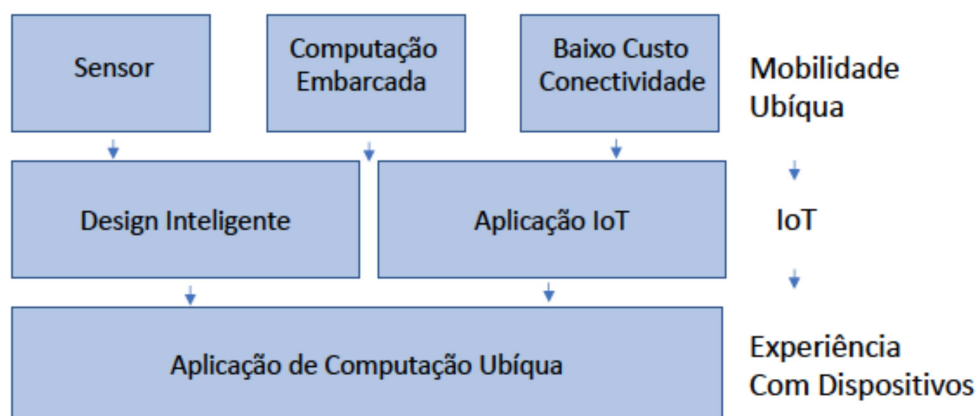 Sensor
Computação
Embarcada
Baixo Custo
Conectividade
Mobilidade
Ubíqua
Design Inteligente
Aplicação IoT
IoT
Aplicação de Computação Ubíqua
Experiência
Com Dispositivos